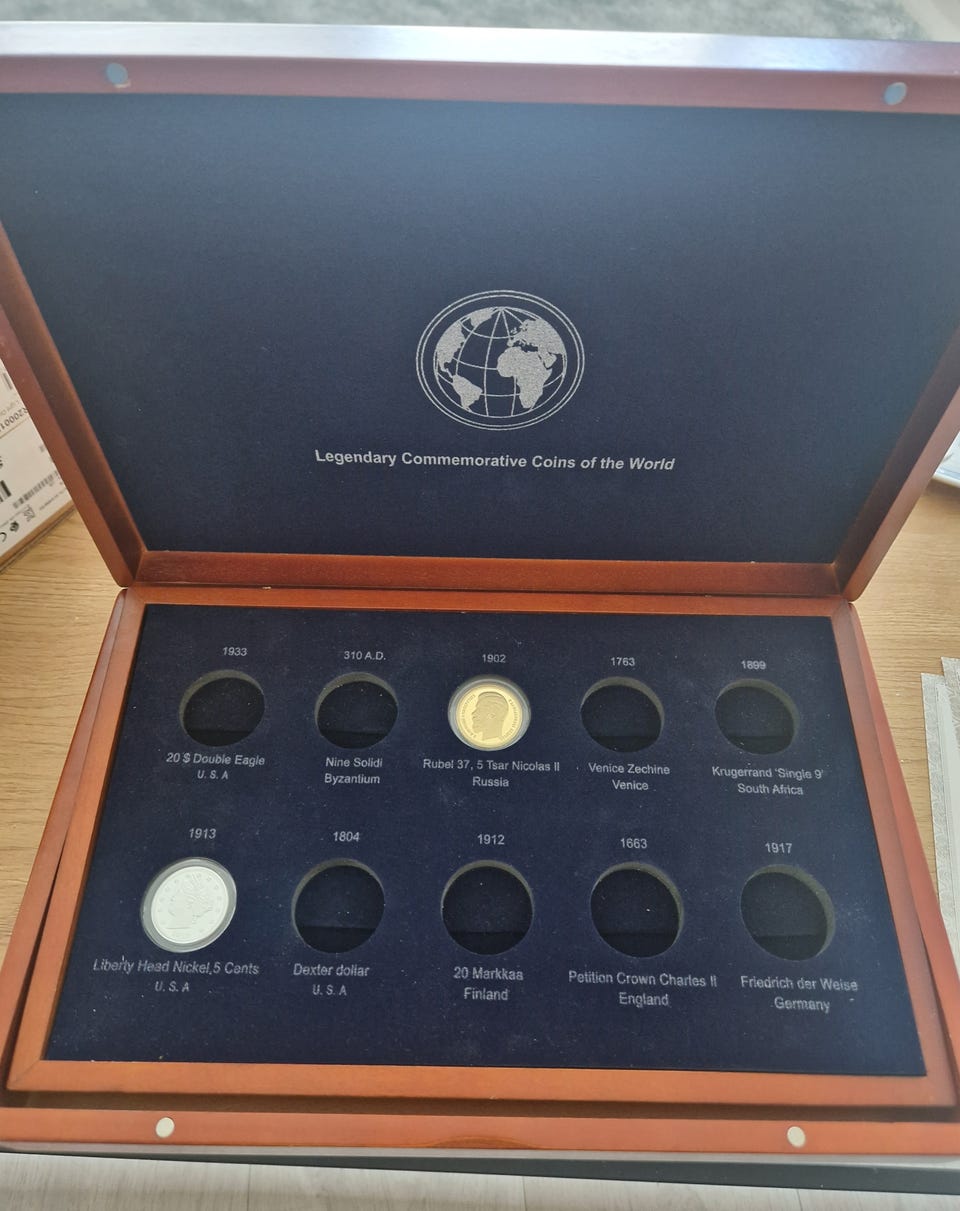 Legendary Commemorative Coins of the World
1933
20 $ Double Eagle
U. S. A
310 A.D.
Nine Solidi
Byzantium
1902
Rubel 37, 5 Tsar Nicolas II
Russia
1763
Venice Zechine
Venice
1899
Krugerrand 'Single 9'
South Africa
1913
Liberty Head Nickel,5 Cents
U. S. A
1804
Dexter dollar
U. S. A
1912
20 Markkaa
Finland
1663
Petition Crown Charles II
England
1917
Friedrich der Weise
Germany